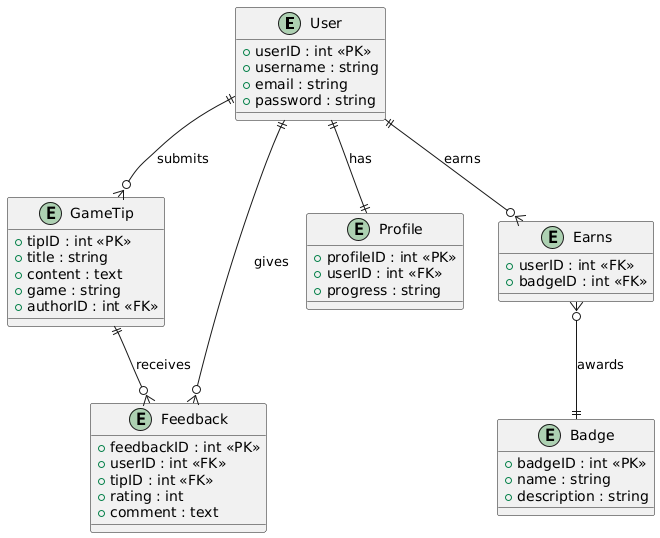 E User
userID : int «PK»
username : string
email : string
password : string
submits
has
earns
gives
E GameTip
tipID : int «PK»
title : string
content : text
game : string
authorID : int «FK»
E Profile
profileID : int «PK»
userID : int «FK»
progress : string
E Earns
userID : int «FK»
badgeID : int «FK»
receives
awards
E Feedback
feedbackID : int «PK»
userID : int «FK»
tipID : int «FK»
rating : int
comment : text
E Badge
badgeID : int «PK»
name : string
description : string